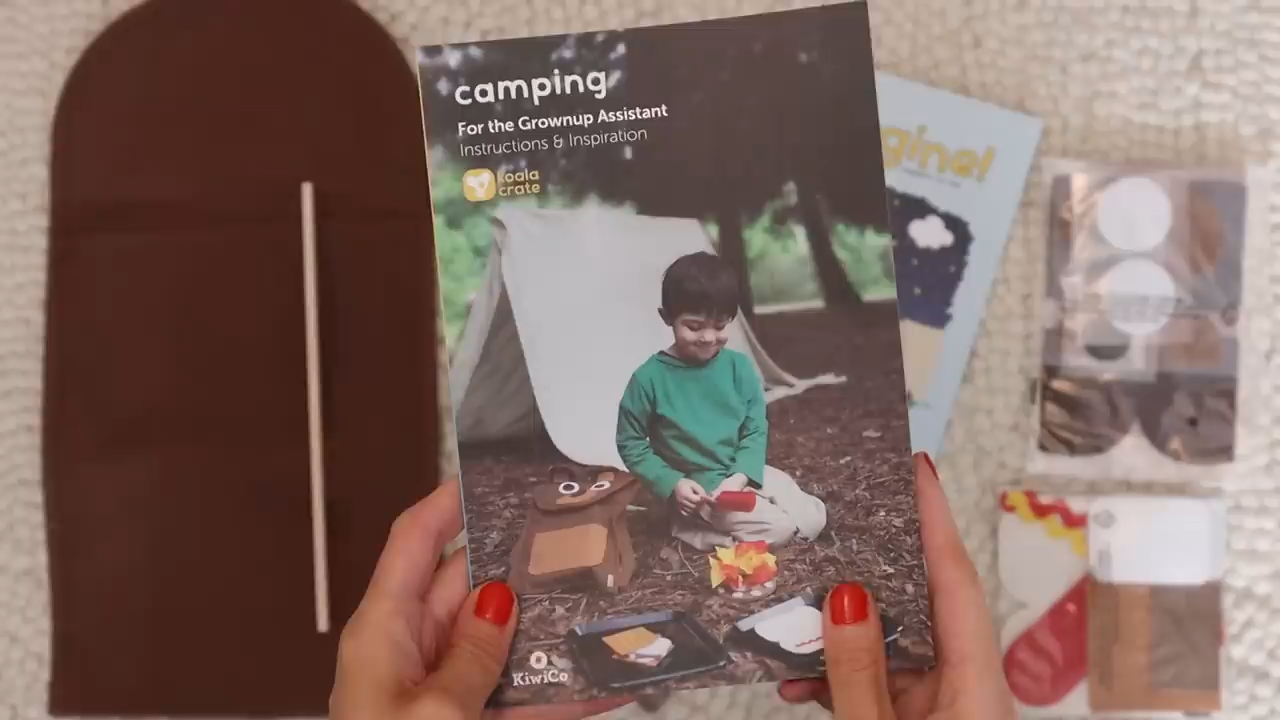 camping
For the Grownup Assistant
Instructions & Inspiration
koala
crate
gine!
KiwiCo